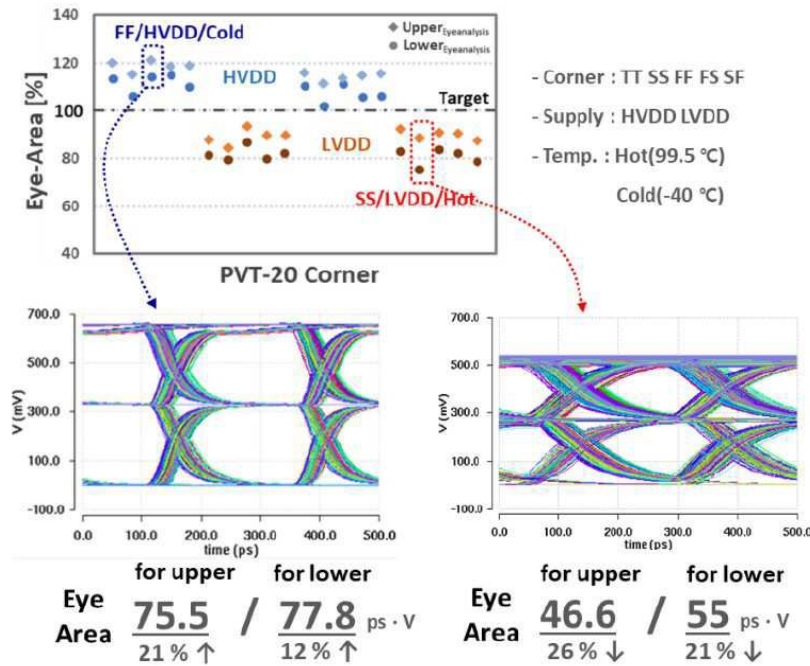 140
120
100
80
60
40
Eye-Area [%]
FF/HVDD/Cold
Upper Eyeanalysis
Lower Eyeanalysis
HVDD
Target
LVDD
SS/LVDD/Hot
PVT-20 Corner
- Corner : TT SS FF FS SF
- Supply : HVDD LVDD
- Temp. : Hot(99.5 ℃)
Cold(-40 ℃)
700.0
500.0
300.0
100.0
-100.0
V (mV)
0.0 100.0 200.0 300.0 400.0 500.0
time (ps)
700.0
500.0
300.0
100.0
-100.0
V (mV)
0.0 100.0 200.0 300.0 400.0 500.0
time (ps)
for upper for lower
Eye Area
75.5 / 77.8 ps · V
21 % ↑ 12 % ↑
for upper for lower
Eye Area
46.6 / 55 ps · V
26 % ↓ 21 % ↓